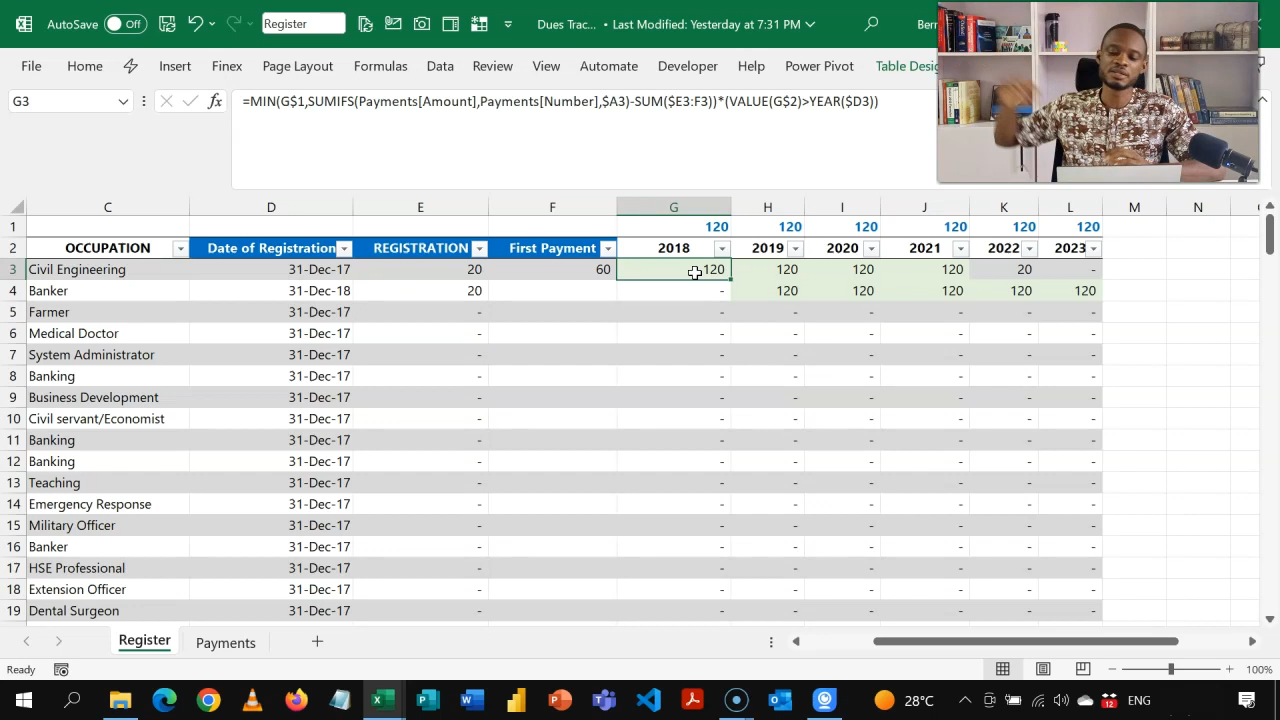 AutoSave Off Register Dues Trac... • Last Modified: Yesterday at 7:31 PM Bern
File Home Insert Finex Page Layout Formulas Data Review View Automate Developer Help Power Pivot Table Desig
G3 fx =MIN(G$1,SUMIFS(Payments[Amount],Payments[Number],$A3)-SUM($E3:F3))*(VALUE(G$2)>YEAR($D3))
C D E F G H I J K L M N
1 120 120 120 120 120 120
2 OCCUPATION Date of Registration REGISTRATION First Payment 2018 2019 2020 2021 2022 2023
3 Civil Engineering 31-Dec-17 20 60 120 120 120 120 20 -
4 Banker 31-Dec-18 20 - 120 120 120 120 120
5 Farmer 31-Dec-17 - - - - - - -
6 Medical Doctor 31-Dec-17 - - - - - - -
7 System Administrator 31-Dec-17 - - - - - - -
8 Banking 31-Dec-17 - - - - - - -
9 Business Development 31-Dec-17 - - - - - - -
10 Civil servant/Economist 31-Dec-17 - - - - - - -
11 Banking 31-Dec-17 - - - - - - -
12 Banking 31-Dec-17 - - - - - - -
13 Teaching 31-Dec-17 - - - - - - -
14 Emergency Response 31-Dec-17 - - - - - - -
15 Military Officer 31-Dec-17 - - - - - - -
16 Banker 31-Dec-17 - - - - - - -
17 HSE Professional 31-Dec-17 - - - - - - -
18 Extension Officer 31-Dec-17 - - - - - - -
19 Dental Surgeon 31-Dec-17 - - - - - - -
Register Payments
Ready 100%
28°C 12 ENG